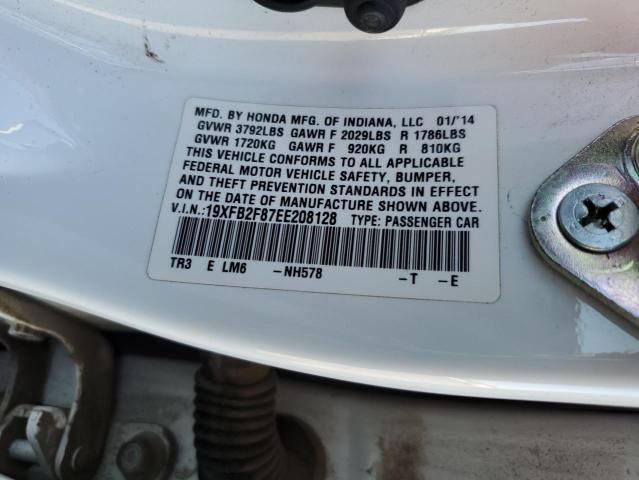 MFD. BY HONDA MFG. OF INDIANA, LLC 01/'14
GVWR 3792LBS GAWR F 2029LBS R 1786LBS
GVWR 1720KG GAWR F 920KG R 810KG
THIS VEHICLE CONFORMS TO ALL APPLICABLE
FEDERAL MOTOR VEHICLE SAFETY, BUMPER,
AND THEFT PREVENTION STANDARDS IN EFFECT
ON THE DATE OF MANUFACTURE SHOWN ABOVE.
V.I.N.:19XFB2F87EE208128 TYPE: PASSENGER CAR
TR3 E LM6 -NH578 -T -E